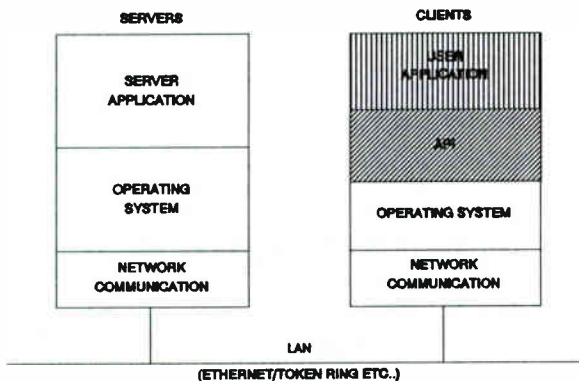 SERVERS
CLIENTS
SERVER
APPLICATION
OPERATING
SYSTEM
NETWORK
COMMUNICATION
USER
APPLICATION
API
OPERATING SYSTEM
NETWORK
COMMUNICATION
LAN
(ETHERNET/TOKEN RING ETC..)